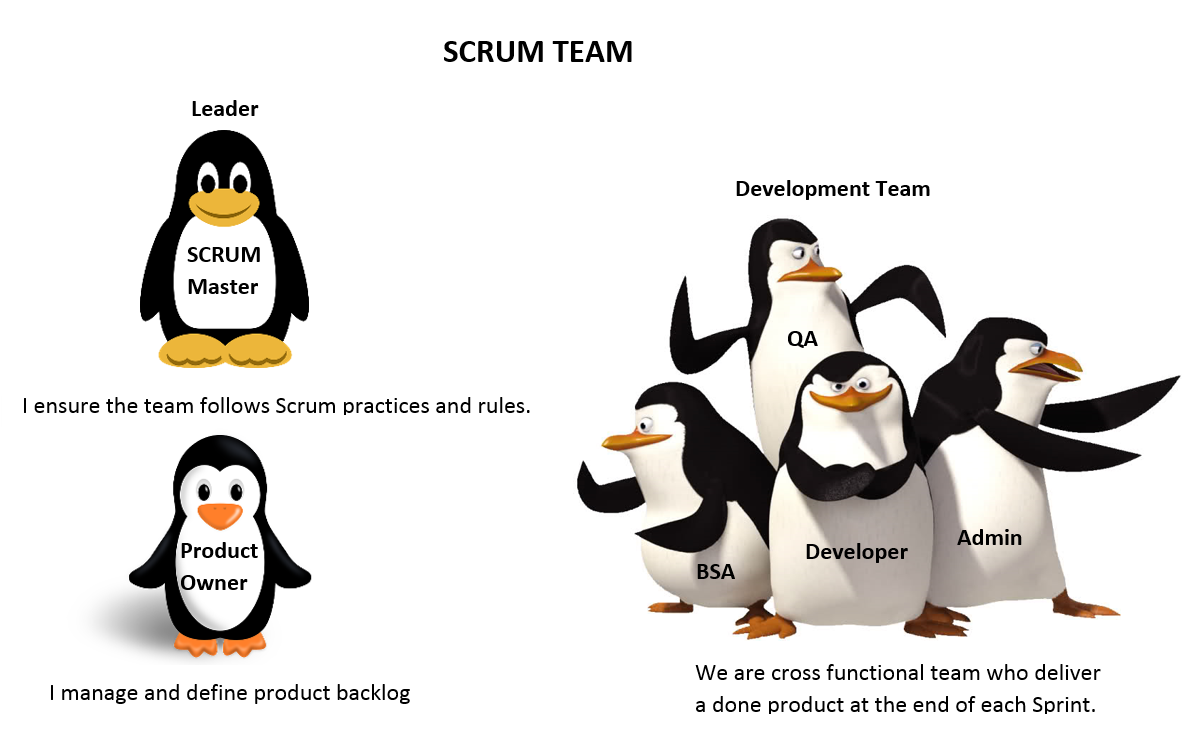 SCRUM TEAM
Leader
SCRUM
Master
I ensure the team follows Scrum practices and rules.
Product
Owner
I manage and define product backlog
Development Team
QA
BSA
Developer
Admin
We are cross functional team who deliver
a done product at the end of each Sprint.